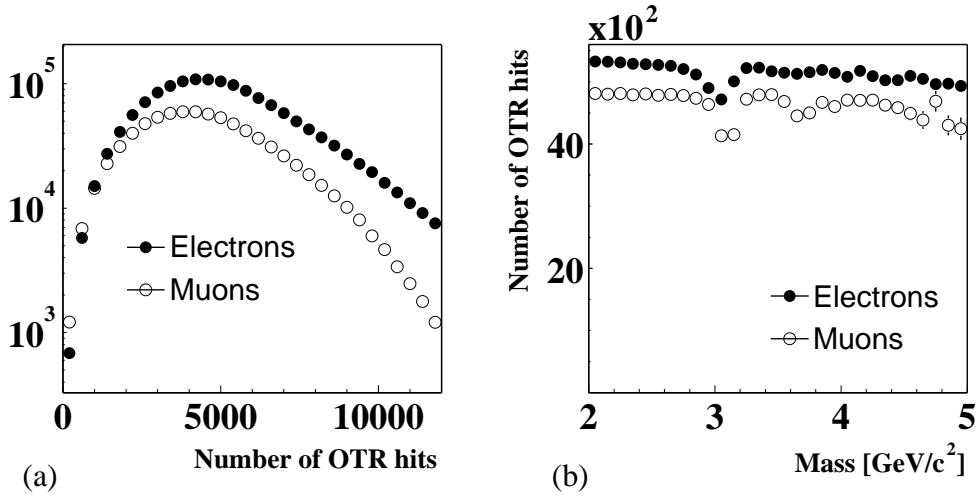 10^5
10^4
10^3
Electrons
Muons
0
5000
10000
Number of OTR hits
(a)
x10^2
40
20
Number of OTR hits
Electrons
Muons
2
3
4
5
Mass [GeV/c^2]
(b)